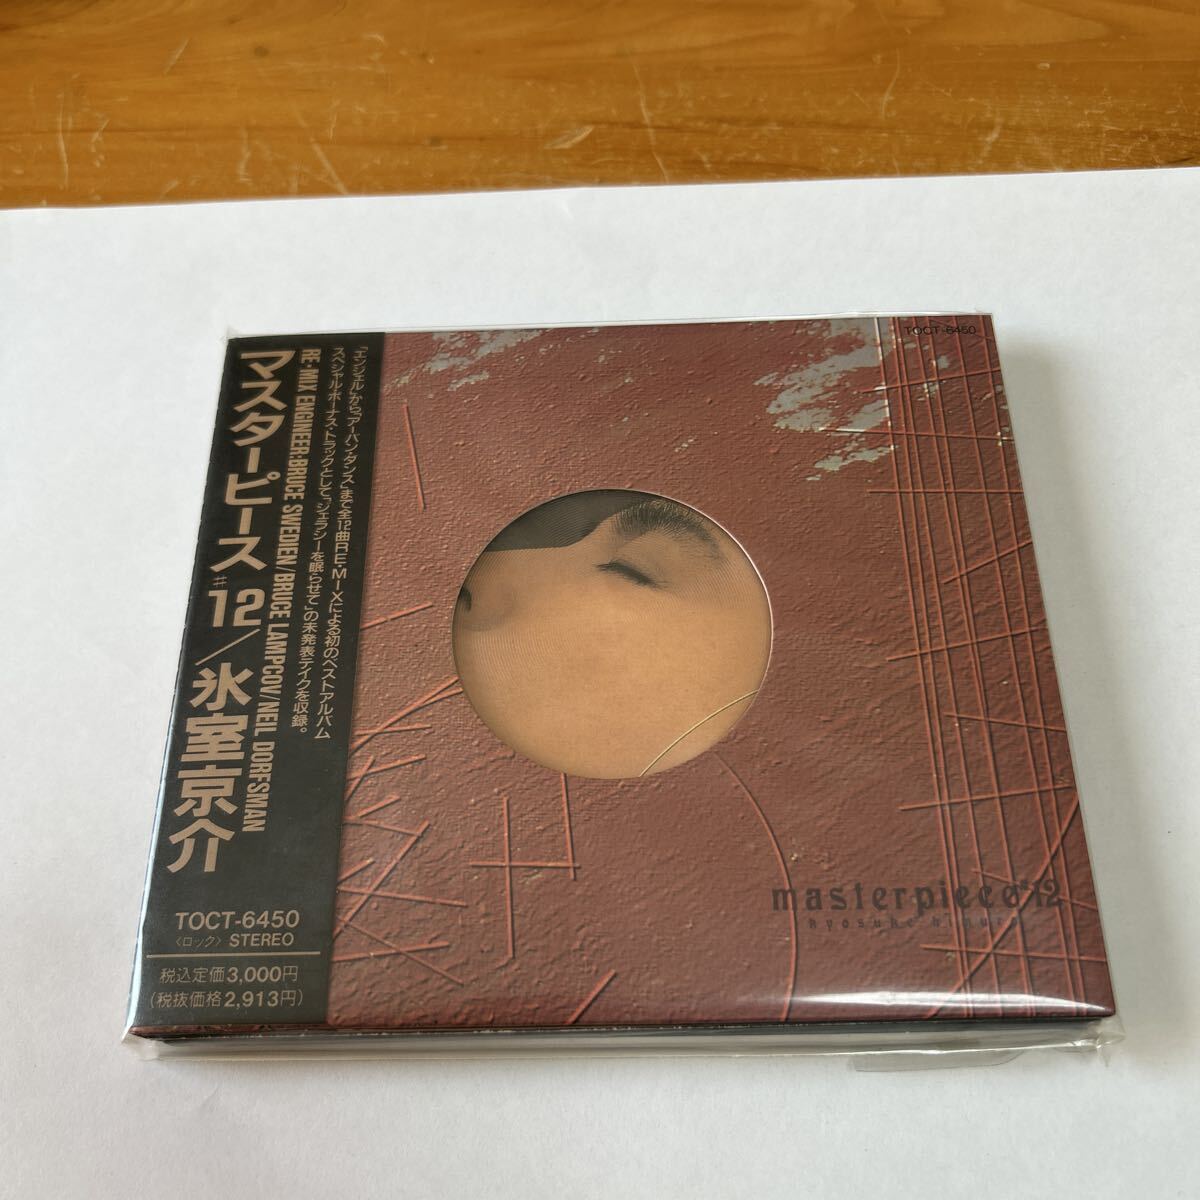 マスターピース#12/氷室京介
RE・MIX ENGINEER:BRUCE SWEDIEN/BRUCE LAMPCOV/NEIL DORFSMAN
「エンジェル」から「アーバン・ダンス」まで全12曲RE・MIXによる初のベストアルバム
スペシャル・ボーナス・トラックとして「ジェラシーを眠らせて」の未発表テイクを収録。
TOCT-6450
〈ロック〉 STEREO
税込定価3,000円
(税抜価格2,913円)
TOCT-6450
masterpiece#12
kyosuke himuro